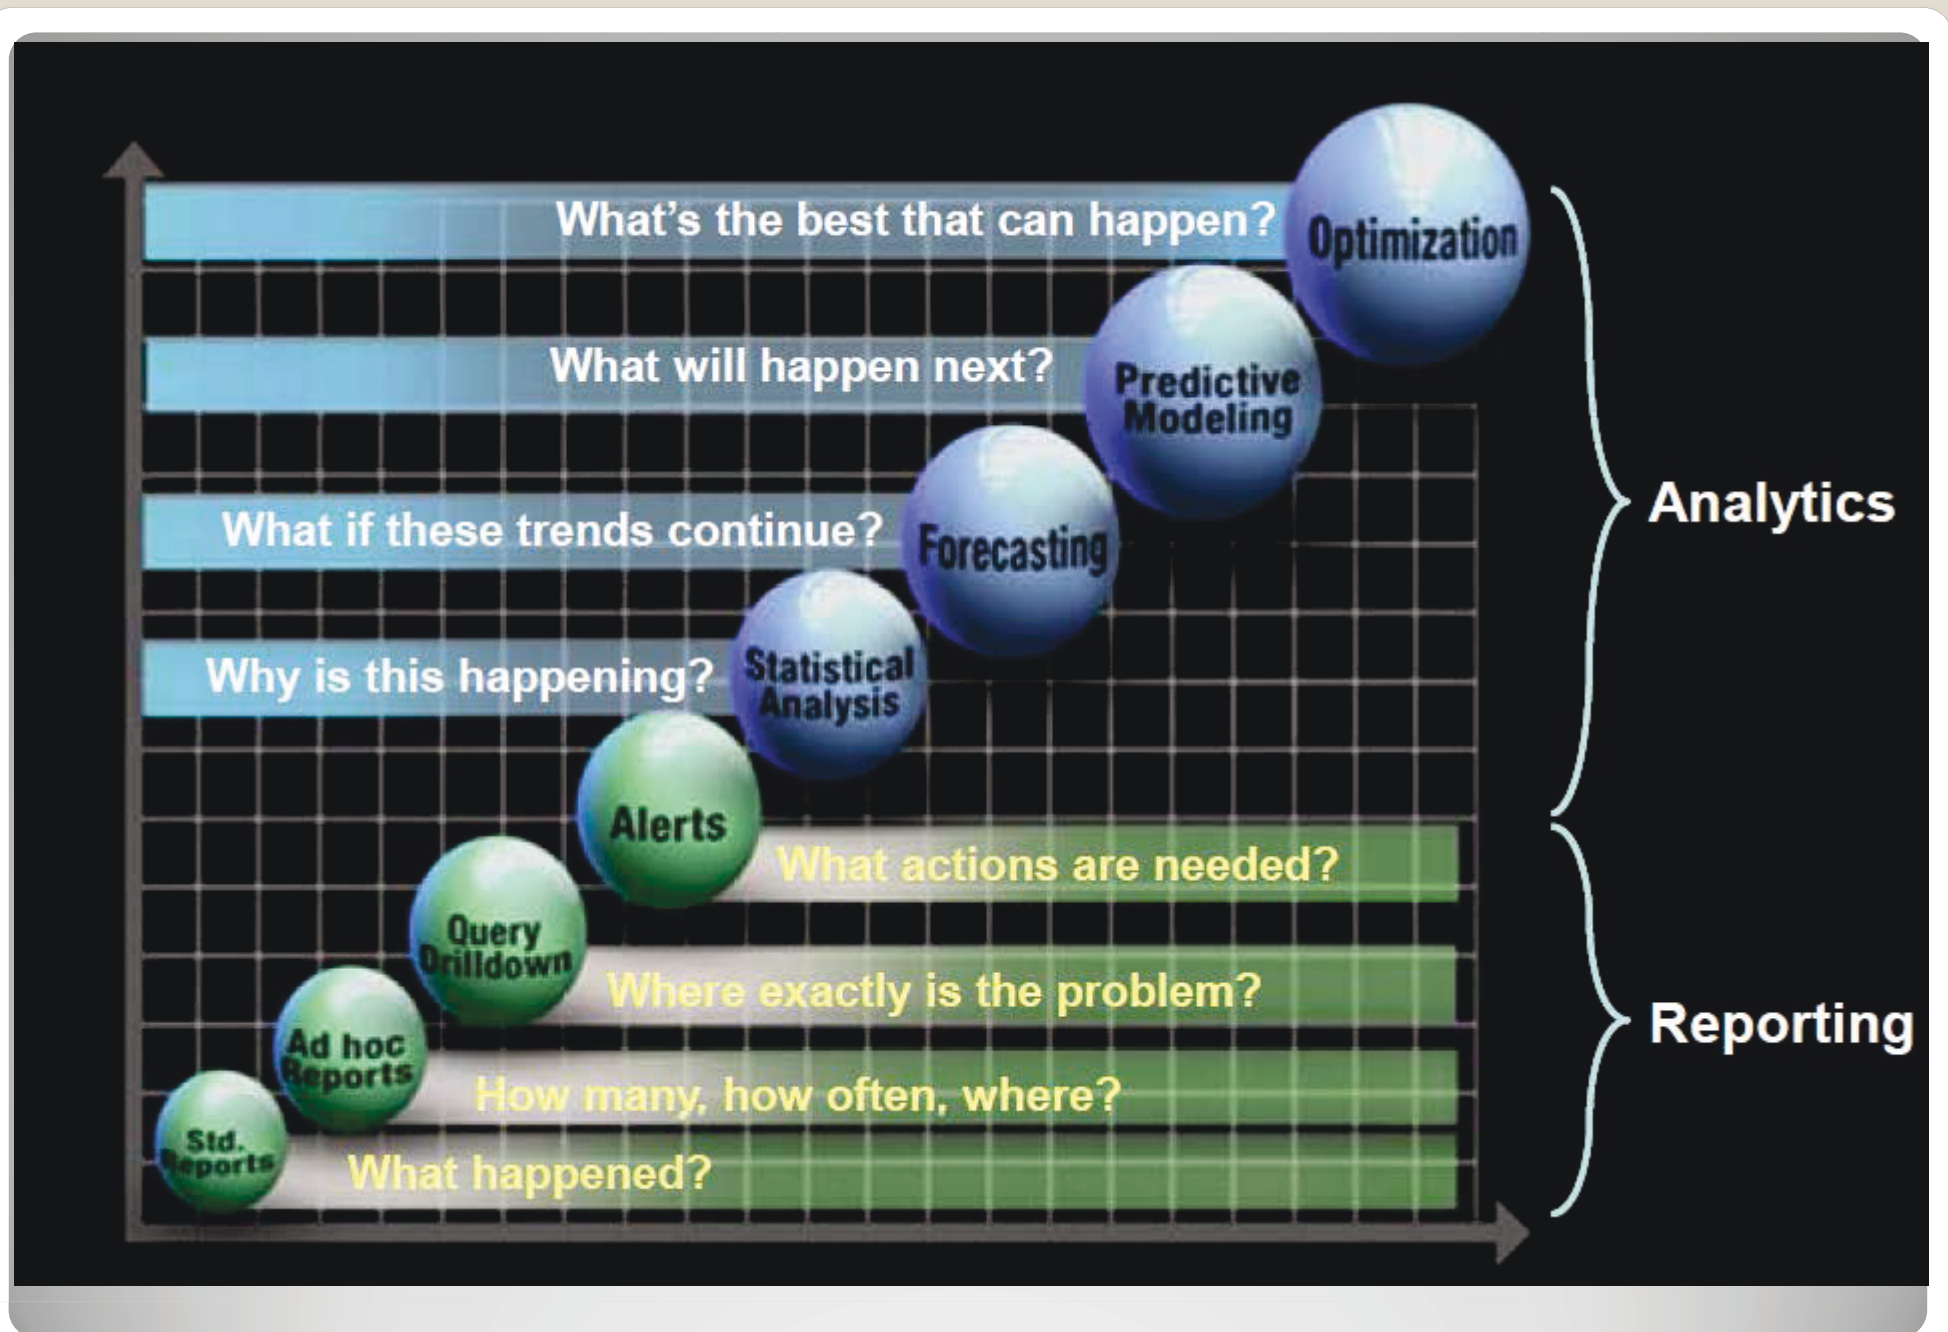 What's the best that can happen?
Optimization
What will happen next?
Predictive
Modeling
What if these trends continue?
Forecasting
Why is this happening?
Statistical
Analysis
Analytics
Alerts
What actions are needed?
Query
Drilldown
Where exactly is the problem?
Ad hoc
Reports
How many, how often, where?
Std.
Reports
What happened?
Reporting